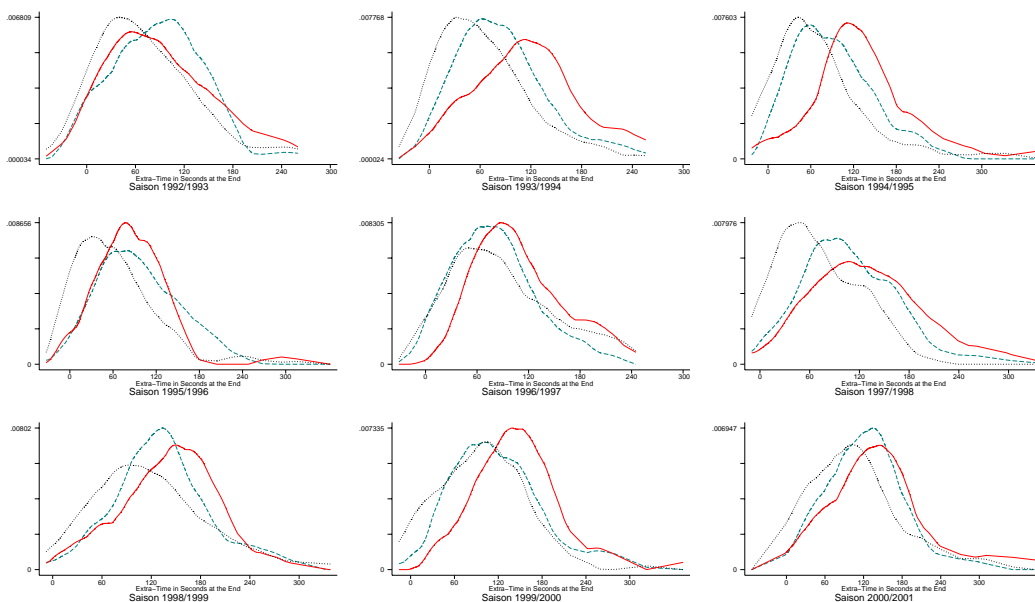 .006809
.000034
0 60 120 180 240 300
Extra−Time in Seconds at the End
Saison 1992/1993
.007768
.000024
0 60 120 180 240 300
Extra−Time in Seconds at the End
Saison 1993/1994
.007603
0
0 60 120 180 240 300
Extra−Time in Seconds at the End
Saison 1994/1995
.008656
0
0 60 120 180 240 300
Extra−Time in Seconds at the End
Saison 1995/1996
.008305
0
0 60 120 180 240 300
Extra−Time in Seconds at the End
Saison 1996/1997
.007976
0
0 60 120 180 240 300
Extra−Time in Seconds at the End
Saison 1997/1998
.00802
0
0 60 120 180 240 300
Extra−Time in Seconds at the End
Saison 1998/1999
.007335
0
0 60 120 180 240 300
Extra−Time in Seconds at the End
Saison 1999/2000
.006947
0
0 60 120 180 240 300
Extra−Time in Seconds at the End
Saison 2000/2001